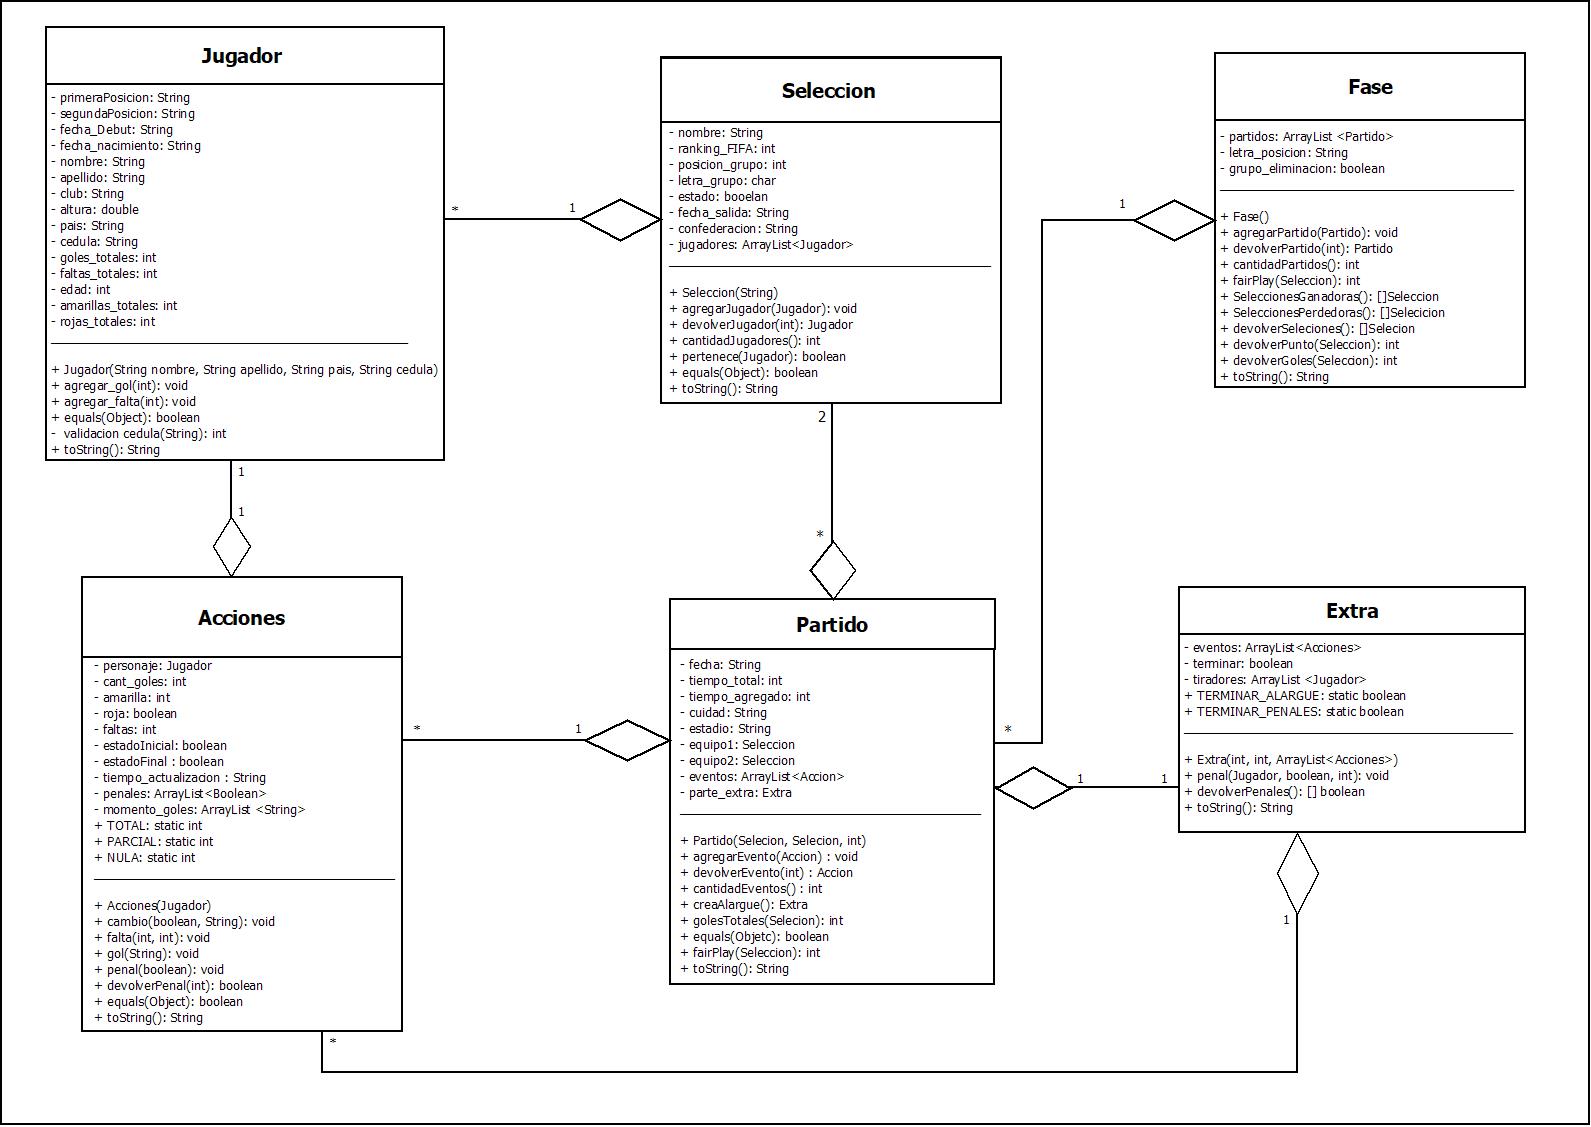 Jugador
- primeraPosicion: String
- segundaPosicion: String
- fecha_Debut: String
- fecha_nacimiento: String
- nombre: String
- apellido: String
- club: String
- altura: double
- pais: String
- cedula: String
- goles_totales: int
- faltas_totales: int
- edad: int
- amarillas_totales: int
- rojas_totales: int
+ Jugador(String nombre, String apellido, String pais, String cedula)
+ agregar_gol(int): void
+ agregar_falta(int): void
+ equals(Object): boolean
- validacion cedula(String): int
+ toString(): String
* 1
Seleccion
- nombre: String
- ranking_FIFA: int
- posicion_grupo: int
- letra_grupo: char
- estado: booelan
- fecha_salida: String
- confederacion: String
- jugadores: ArrayList<Jugador>
+ Seleccion(String)
+ agregarJugador(Jugador): void
+ devolverJugador(int): Jugador
+ cantidadJugadores(): int
+ pertenece(Jugador): boolean
+ equals(Object): boolean
+ toString(): String
1
Fase
- partidos: ArrayList <Partido>
- letra_posicion: String
- grupo_eliminacion: boolean
+ Fase()
+ agregarPartido(Partido): void
+ devolverPartido(int): Partido
+ cantidadPartidos(): int
+ fairPlay(Seleccion): int
+ SeleccionesGanadoras(): []Seleccion
+ SeleccionesPerdedoras(): []Selecicion
+ devolverSeleciones(): []Selecion
+ devolverPunto(Seleccion): int
+ devolverGoles(Seleccion): int
+ toString(): String
1
1
2
*
Acciones
- personaje: Jugador
- cant_goles: int
- amarilla: int
- roja: boolean
- faltas: int
- estadoInicial: boolean
- estadoFinal : boolean
- tiempo_actualizacion : String
- penales: ArrayList<Boolean>
- momento_goles: ArrayList <String>
+ TOTAL: static int
+ PARCIAL: static int
+ NULA: static int
+ Acciones(Jugador)
+ cambio(boolean, String): void
+ falta(int, int): void
+ gol(String): void
+ penal(boolean): void
+ devolverPenal(int): boolean
+ equals(Object): boolean
+ toString(): String
* 1
Partido
- fecha: String
- tiempo_total: int
- tiempo_agregado: int
- cuidad: String
- estadio: String
- equipo1: Seleccion
- equipo2: Seleccion
- eventos: ArrayList<Accion>
- parte_extra: Extra
+ Partido(Selecion, Selecion, int)
+ agregarEvento(Accion) : void
+ devolverEvento(int) : Accion
+ cantidadEventos() : int
+ creaAlargue(): Extra
+ golesTotales(Selecion): int
+ equals(Objetc): boolean
+ fairPlay(Seleccion): int
+ toString(): String
*
1 1
Extra
- eventos: ArrayList<Acciones>
- terminar: boolean
- tiradores: ArrayList <Jugador>
+ TERMINAR_ALARGUE: static boolean
+ TERMINAR_PENALES: static boolean
+ Extra(int, int, ArrayList<Acciones>)
+ penal(Jugador, boolean, int): void
+ devolverPenales(): [] boolean
+ toString(): String
1
*